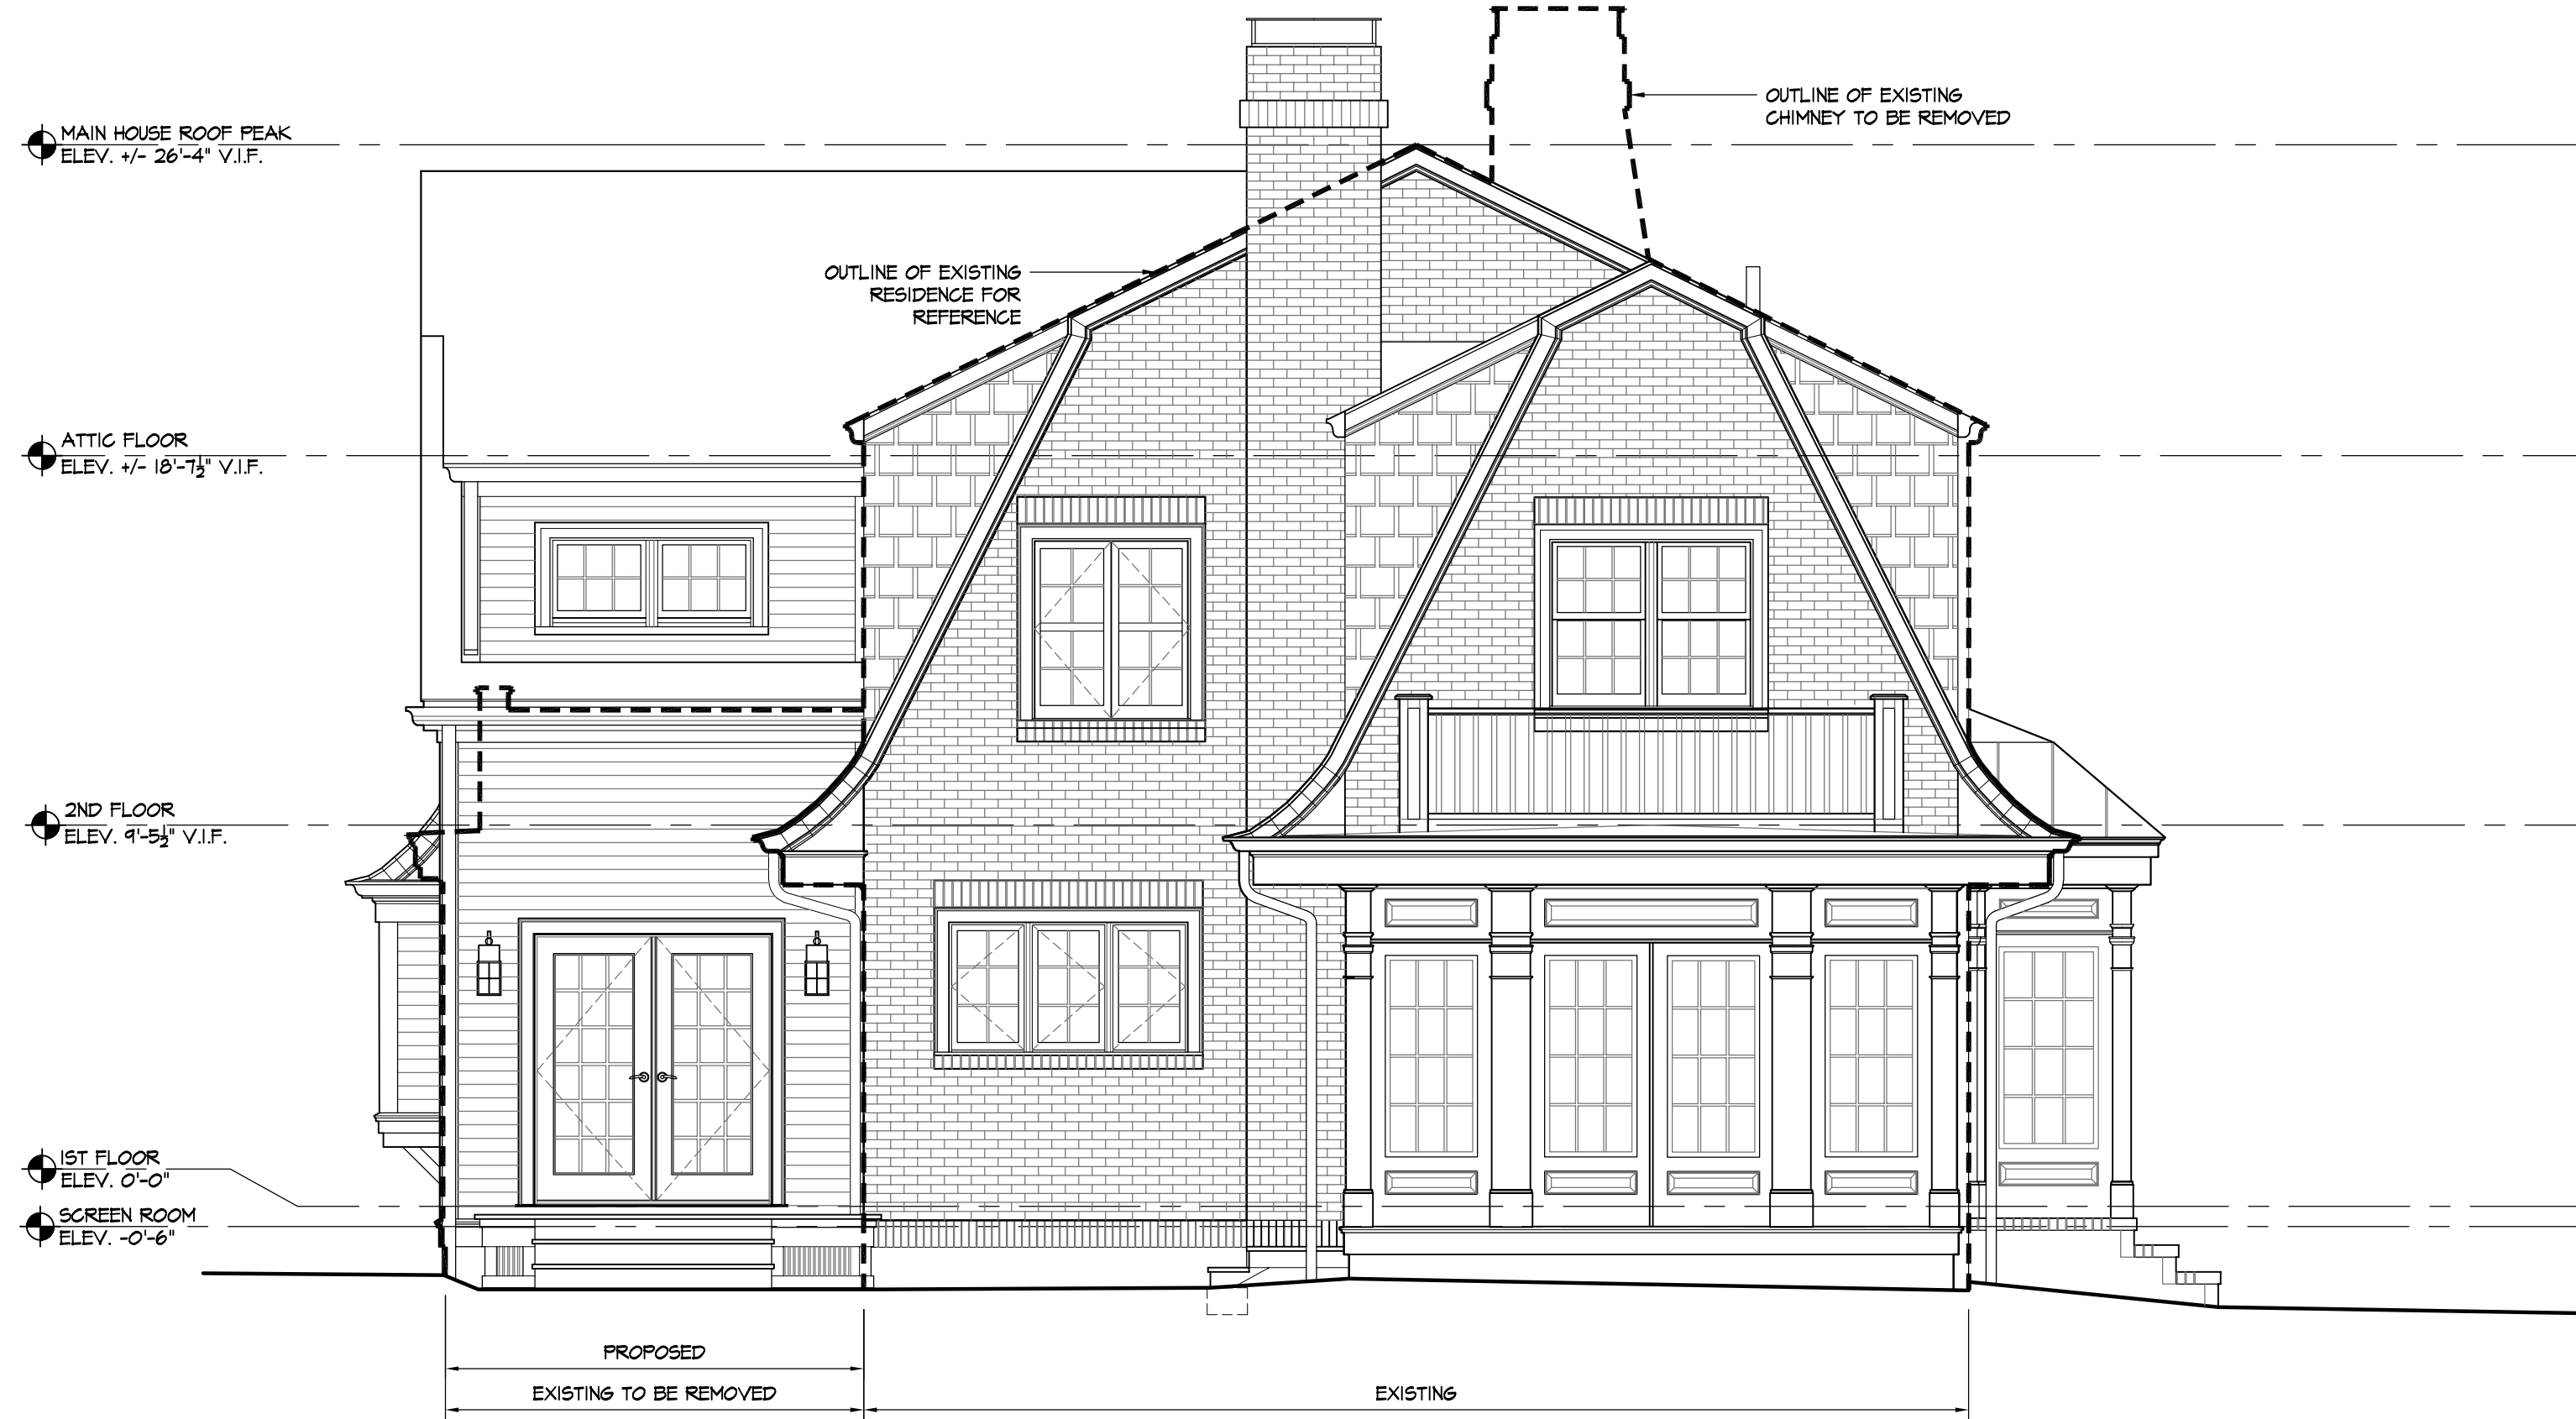 OUTLINE OF EXISTING
CHIMNEY TO BE REMOVED
MAIN HOUSE ROOF PEAK
ELEV. +/- 26'-4" V.I.F.
OUTLINE OF EXISTING
RESIDENCE FOR
REFERENCE
ATTIC FLOOR
ELEV. +/- 18'-7½" V.I.F.
2ND FLOOR
ELEV. 9'-5½" V.I.F.
1ST FLOOR
ELEV. 0'-0"
SCREEN ROOM
ELEV. -0'-6"
PROPOSED
EXISTING TO BE REMOVED
EXISTING